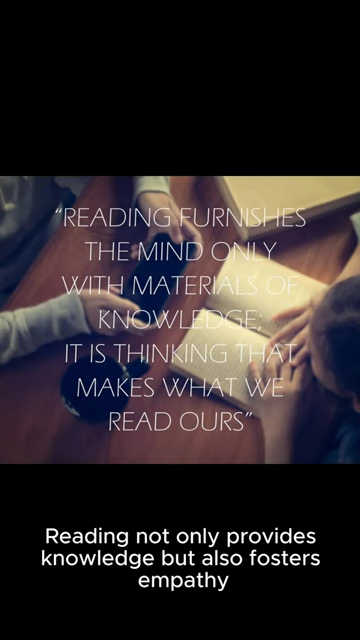 “READING FURNISHES
THE MIND ONLY
WITH MATERIALS OF
KNOWLEDGE;
IT IS THINKING THAT
MAKES WHAT WE
READ OURS”
Reading not only provides
knowledge but also fosters
empathy